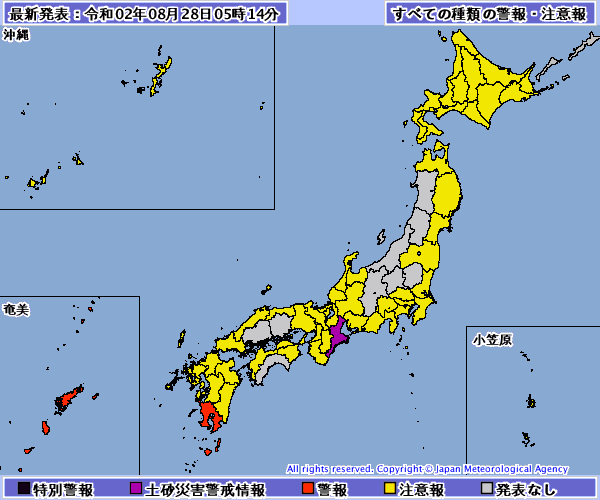 最新発表：令和02年08月28日05時14分
すべての種類の警報・注意報
沖縄
奄美
小笠原
All rights reserved. Copyright © Japan Meteorological Agency
特別警報
土砂災害警戒情報
警報
注意報
発表なし